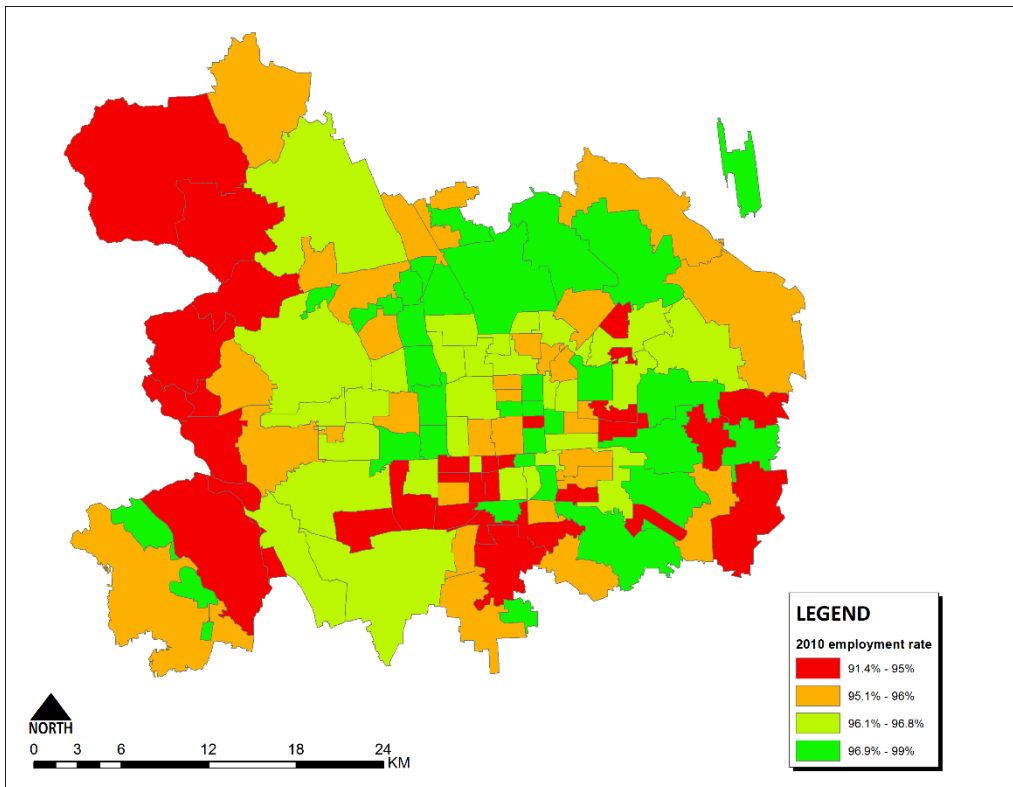 LEGEND
2010 employment rate
91.4% - 95%
95.1% - 96%
96.1% - 96.8%
96.9% - 99%
NORTH
0 3 6 12 18 24
KM